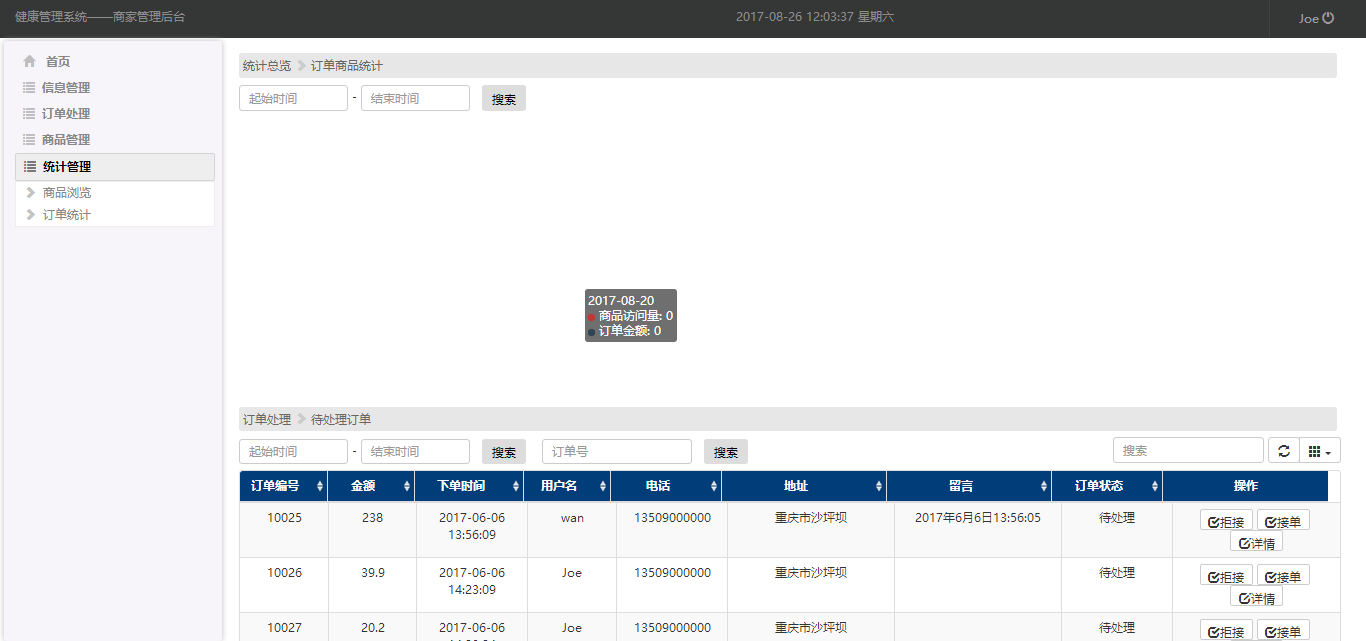 健康管理系统——商家管理后台
2017-08-26 12:03:37 星期六
Joe
首页
信息管理
订单处理
商品管理
统计管理
商品浏览
订单统计
统计总览 订单商品统计
起始时间 - 结束时间 搜索
2017-08-20
商品访问量: 0
订单金额: 0
订单处理 待处理订单
起始时间 - 结束时间 搜索 订单号 搜索 搜索
订单编号 金额 下单时间 用户名 电话 地址 留言 订单状态 操作
10025 238 2017-06-06 wan 13509000000 重庆市沙坪坝 2017年6月6日13:56:05 待处理 拒接 接单
13:56:09 详情
10026 39.9 2017-06-06 Joe 13509000000 重庆市沙坪坝 待处理 拒接 接单
14:23:09 详情
10027 20.2 2017-06-06 Joe 13509000000 重庆市沙坪坝 待处理 拒接 接单